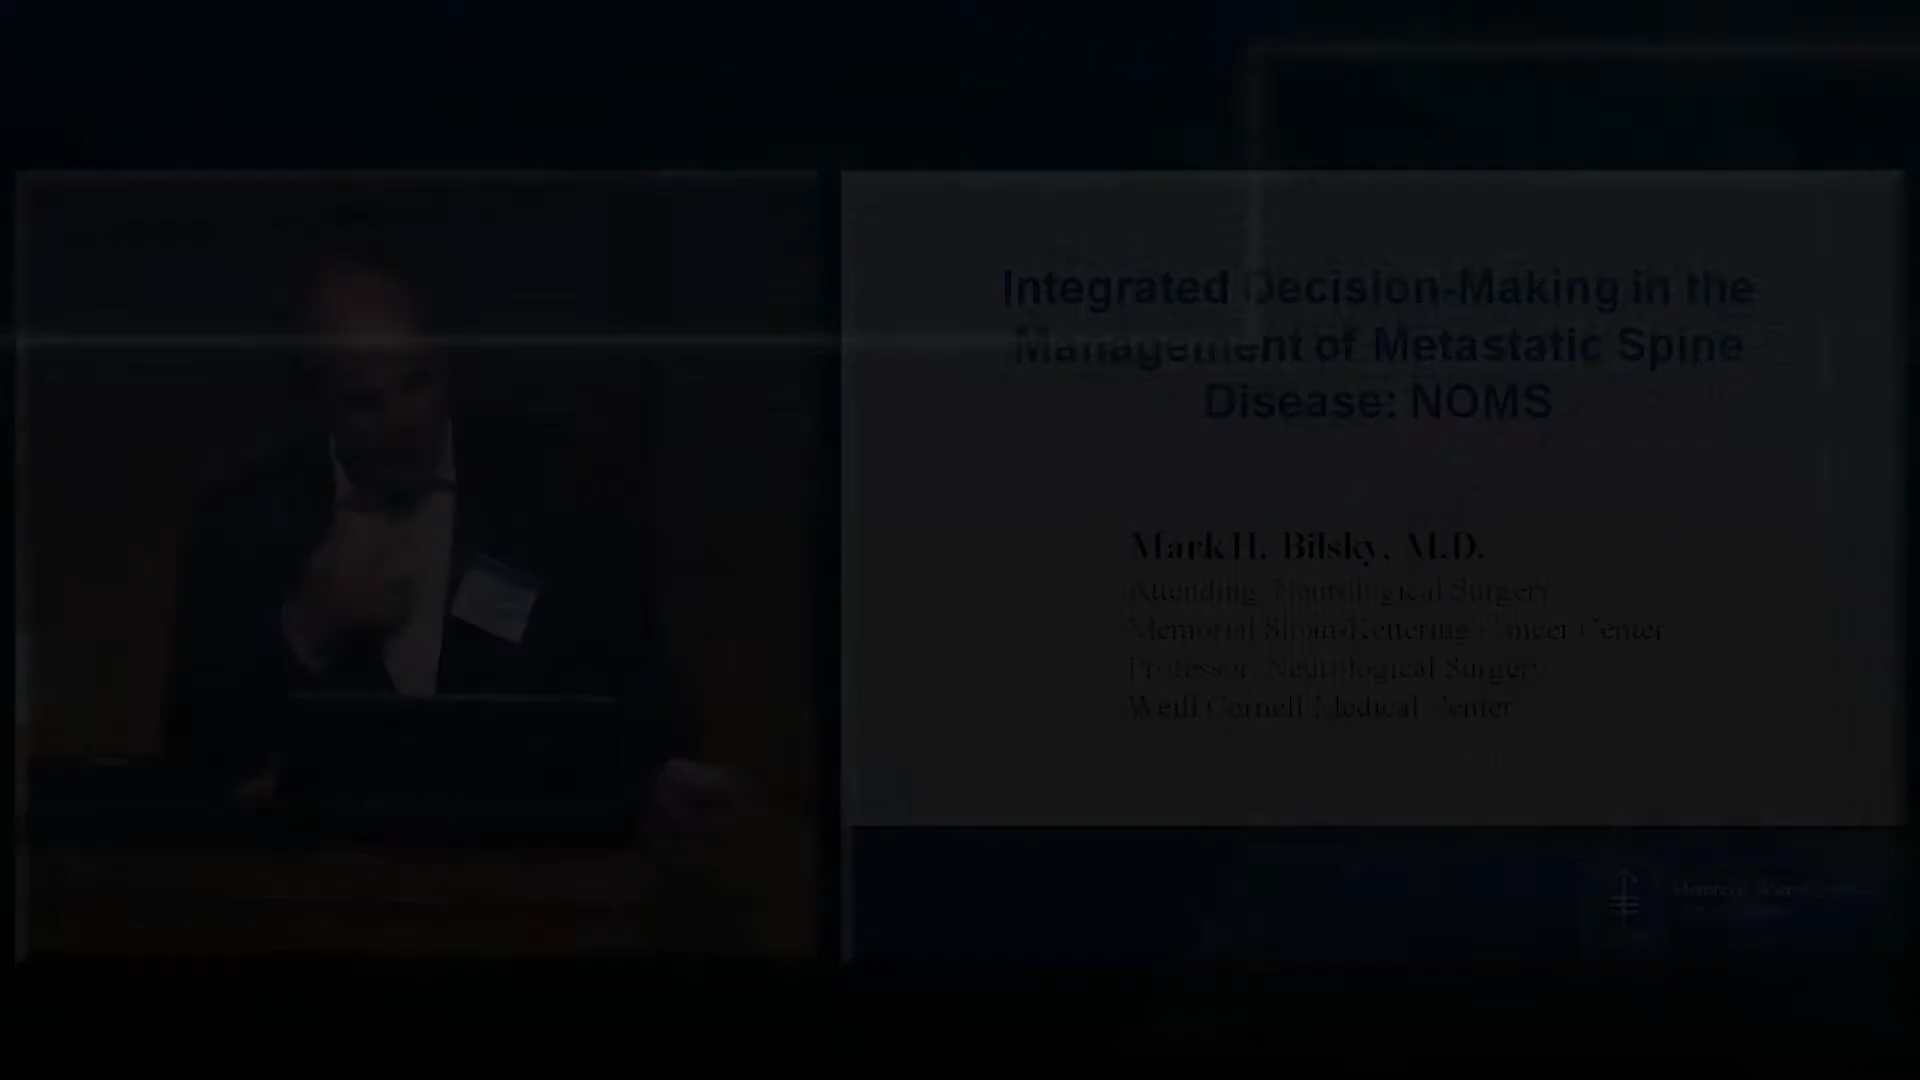 Integrated Decision-Making in the
Management of Metastatic Spine
Disease: NOMS
Mark H. Bilsky, M.D.
Attending, Neurological Surgery
Memorial Sloan-Kettering Cancer Center
Professor, Neurological Surgery
Weill Cornell Medical Center